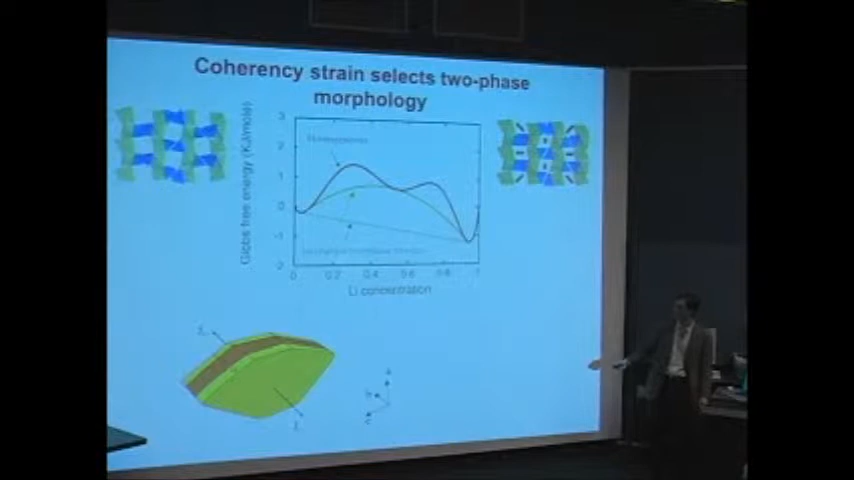 Coherency strain selects two-phase
morphology
Gibbs free energy (KJ/mole)
3
2
1
0
-1
-2
0
0.2
0.4
0.6
0.8
1
Li concentration
a
b
c